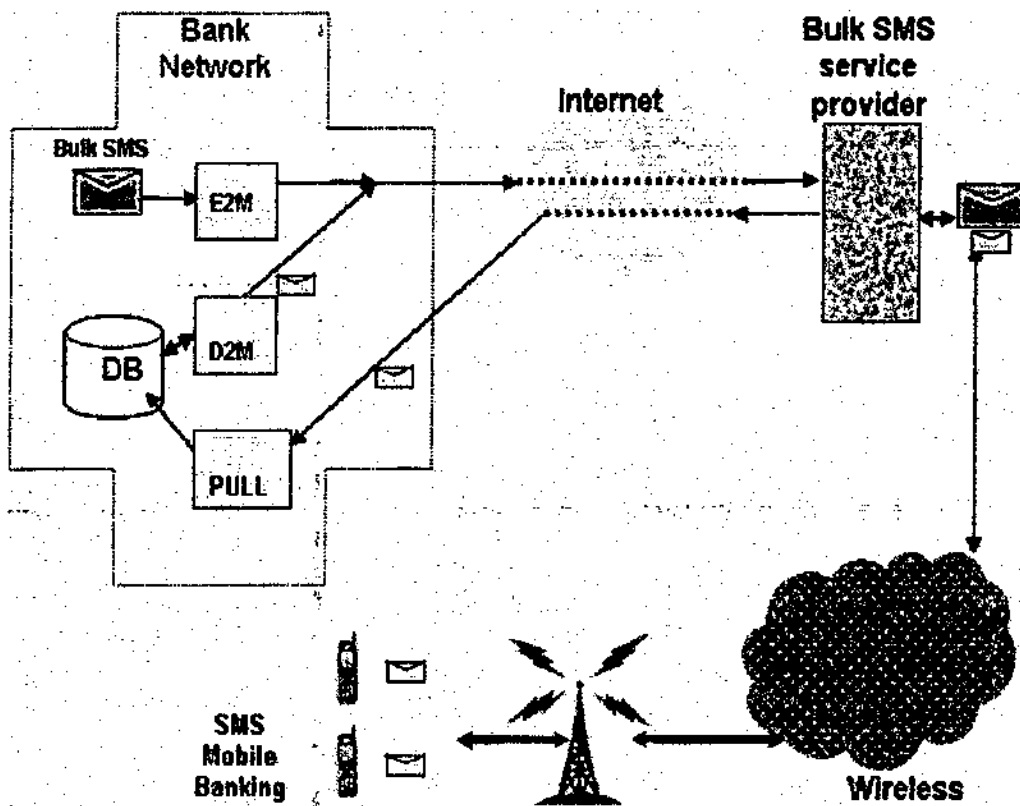 Bank
Network
Bulk SMS
service
provider
Internet
Bulk SMS
E2M
D2M
DB
PULL
SMS
Mobile
Banking
Wireless